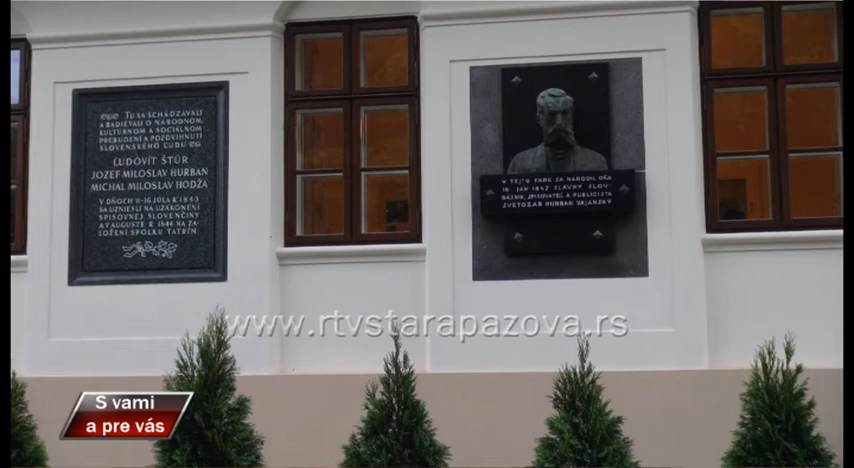 TU SA SCHÁDZAVALI
A RADIEVALI O NÁRODNOM,
KULTÚRNOM A SOCIÁLNOM
PREBUDENÍ A POZDVIHNUTÍ
SLOVENSKÉHO ĽUDU
ĽUDOVÍT ŠTÚR
JOZEF MILOSLAV HURBAN
MICHAL MILOSLAV HODŽA
V DŇOCH 11-16 JÚLA R. 1843
SA UZNIESLI NA UZÁKONENÍ
SPISOVNEJ SLOVENČINY
A V AUGUSTE R. 1844 NA ZA-
LOŽENÍ SPOLKU TATRÍN.
V TEJTO FARE SA NARODIL DŇA
16 JAN 1847 SLÁVNY SLOV.
BÁSNIK, SPISOVATEĽ A PUBLICISTA
SVETOZÁR HURBAN VAJANSKÝ
www.rtvstarapazova.rs
S vami
a pre vás